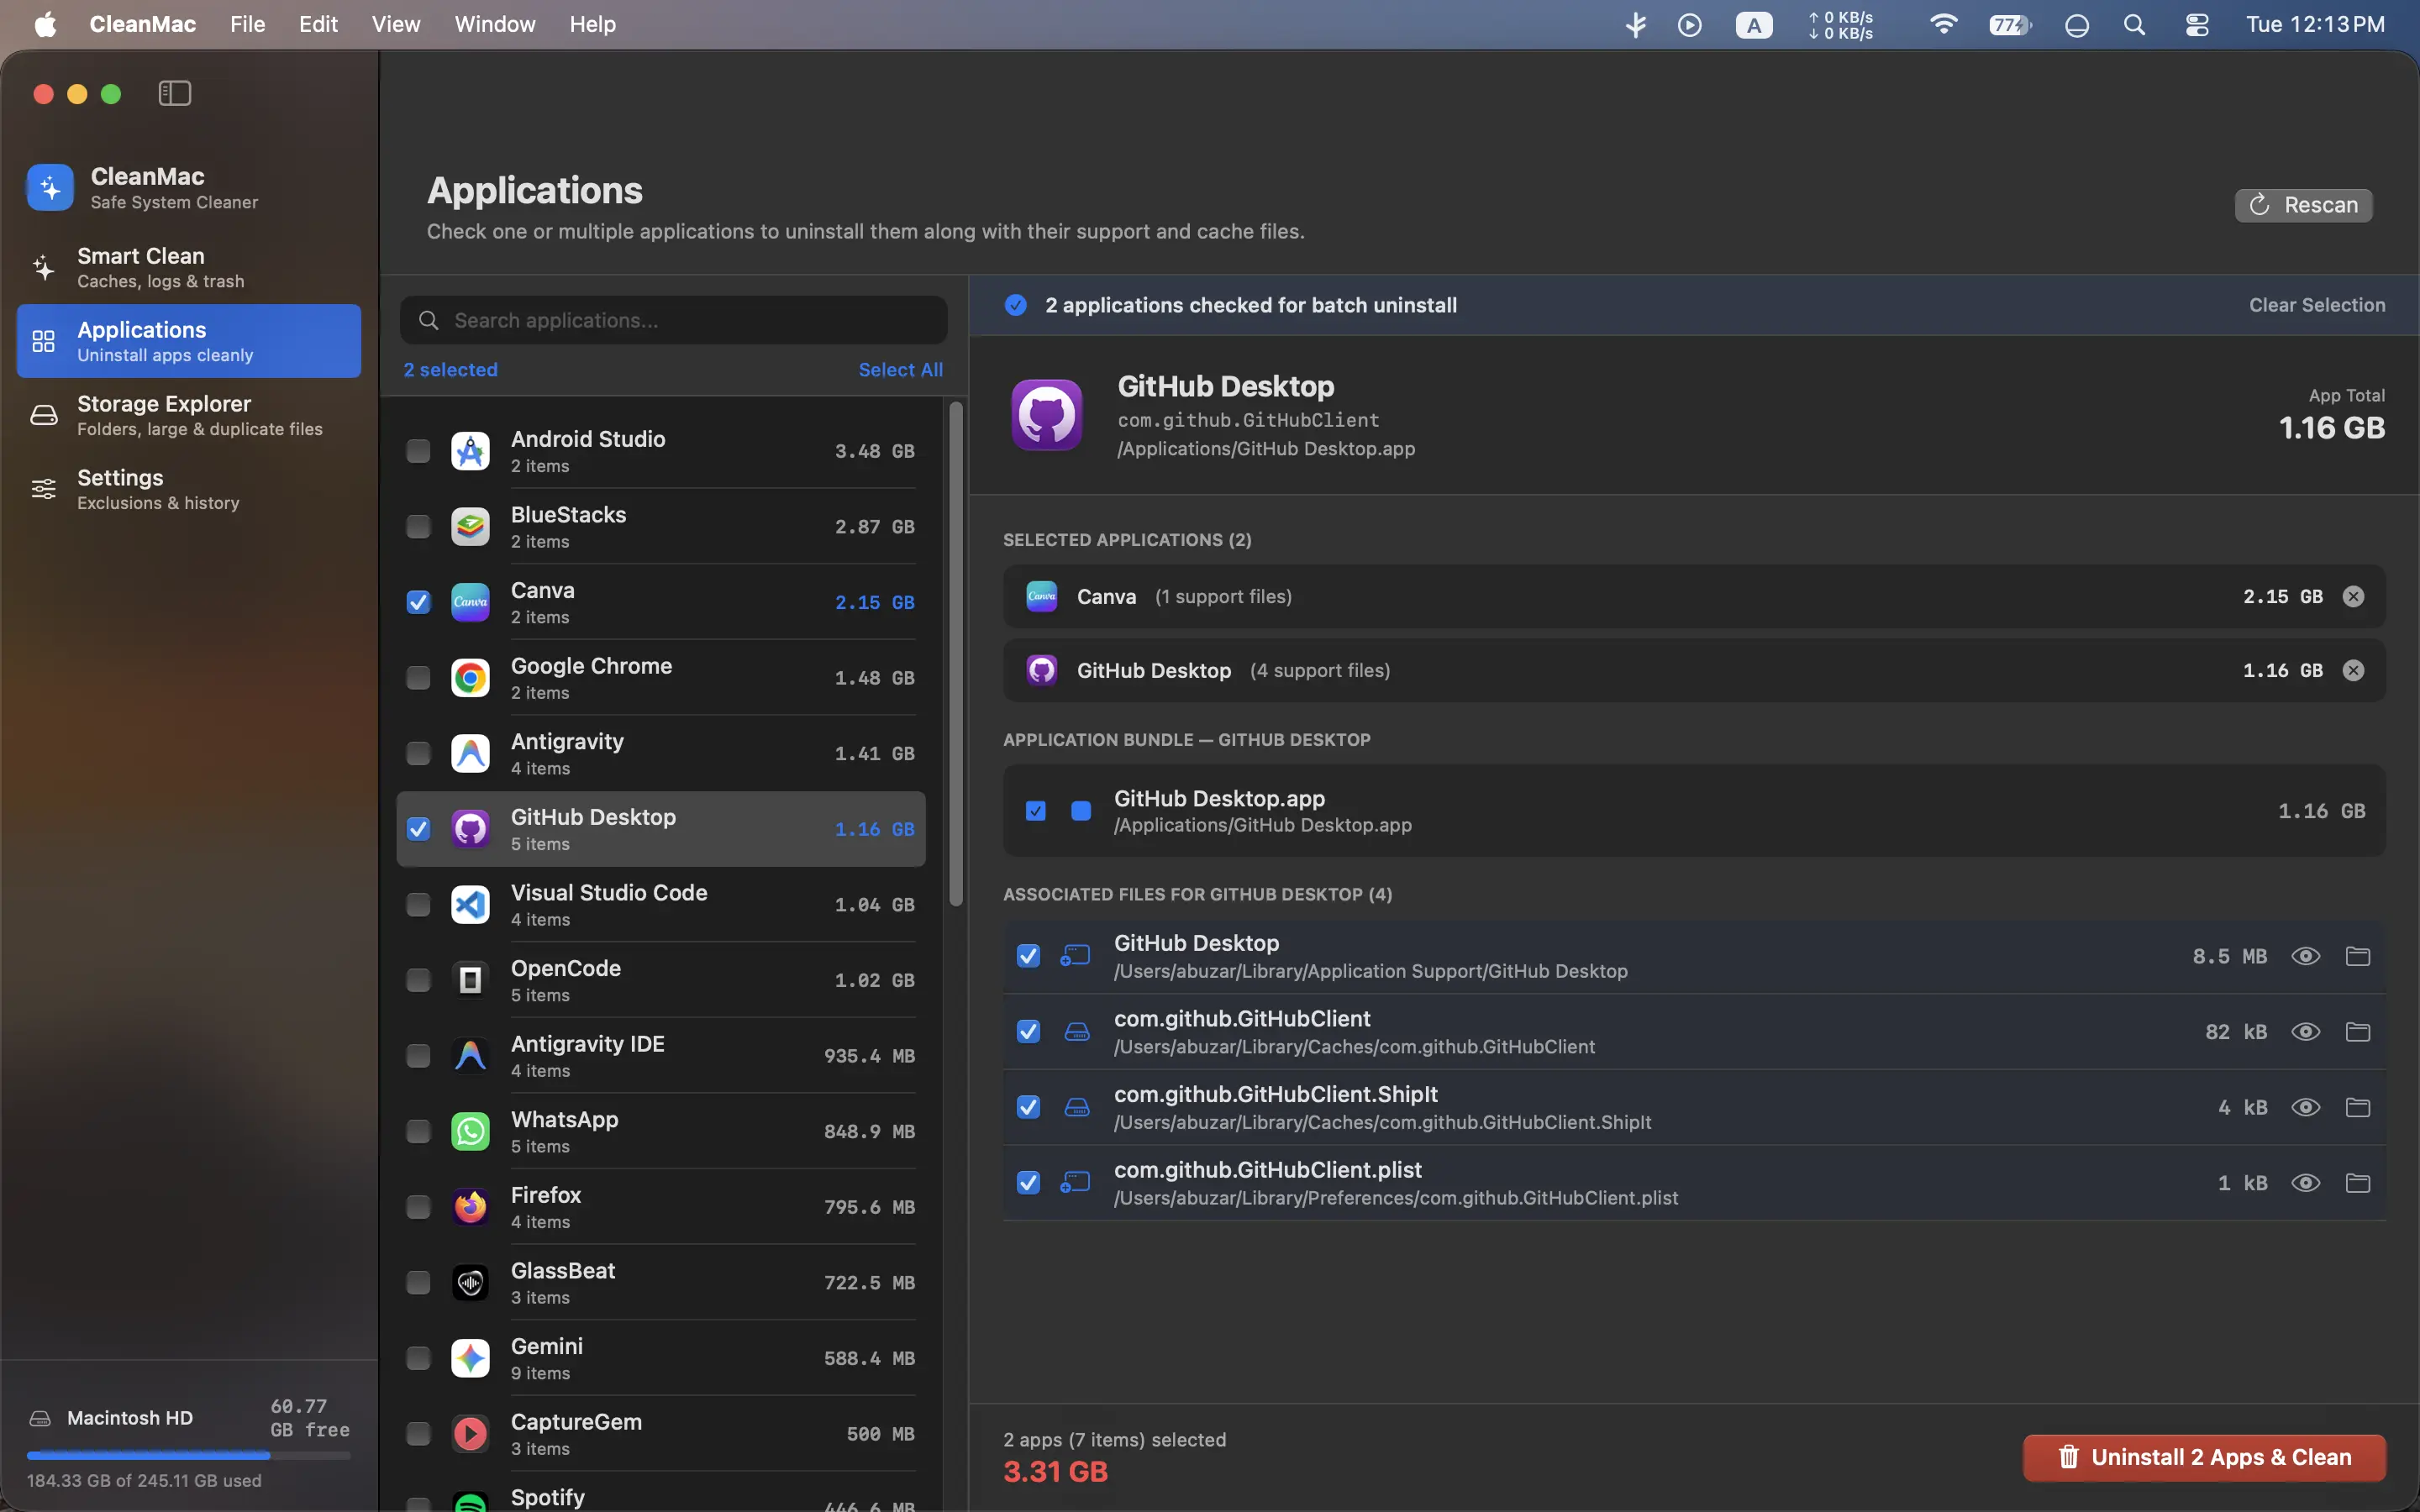 CleanMac File Edit View Window Help
A
↑ 0 KB/s
↓ 0 KB/s
77
Tue 12:13 PM
CleanMac
Safe System Cleaner
Smart Clean
Caches, logs & trash
Applications
Uninstall apps cleanly
Storage Explorer
Folders, large & duplicate files
Settings
Exclusions & history
Macintosh HD
60.77
GB free
184.33 GB of 245.11 GB used
Applications
Check one or multiple applications to uninstall them along with their support and cache files.
Rescan
Search applications...
2 selected
Select All
Android Studio
2 items
3.48 GB
BlueStacks
2 items
2.87 GB
Canva
Canva
2 items
2.15 GB
Google Chrome
2 items
1.48 GB
Antigravity
4 items
1.41 GB
GitHub Desktop
5 items
1.16 GB
Visual Studio Code
4 items
1.04 GB
OpenCode
5 items
1.02 GB
Antigravity IDE
4 items
935.4 MB
WhatsApp
5 items
848.9 MB
Firefox
4 items
795.6 MB
GlassBeat
3 items
722.5 MB
Gemini
9 items
588.4 MB
CaptureGem
3 items
500 MB
Spotify
446.6 MB
2 applications checked for batch uninstall
Clear Selection
GitHub Desktop
com.github.GitHubClient
/Applications/GitHub Desktop.app
App Total
1.16 GB
SELECTED APPLICATIONS (2)
Canva
Canva (1 support files)
2.15 GB
GitHub Desktop (4 support files)
1.16 GB
APPLICATION BUNDLE — GITHUB DESKTOP
GitHub Desktop.app
/Applications/GitHub Desktop.app
1.16 GB
ASSOCIATED FILES FOR GITHUB DESKTOP (4)
GitHub Desktop
/Users/abuzar/Library/Application Support/GitHub Desktop
8.5 MB
com.github.GitHubClient
/Users/abuzar/Library/Caches/com.github.GitHubClient
82 kB
com.github.GitHubClient.ShipIt
/Users/abuzar/Library/Caches/com.github.GitHubClient.ShipIt
4 kB
com.github.GitHubClient.plist
/Users/abuzar/Library/Preferences/com.github.GitHubClient.plist
1 kB
2 apps (7 items) selected
3.31 GB
Uninstall 2 Apps & Clean